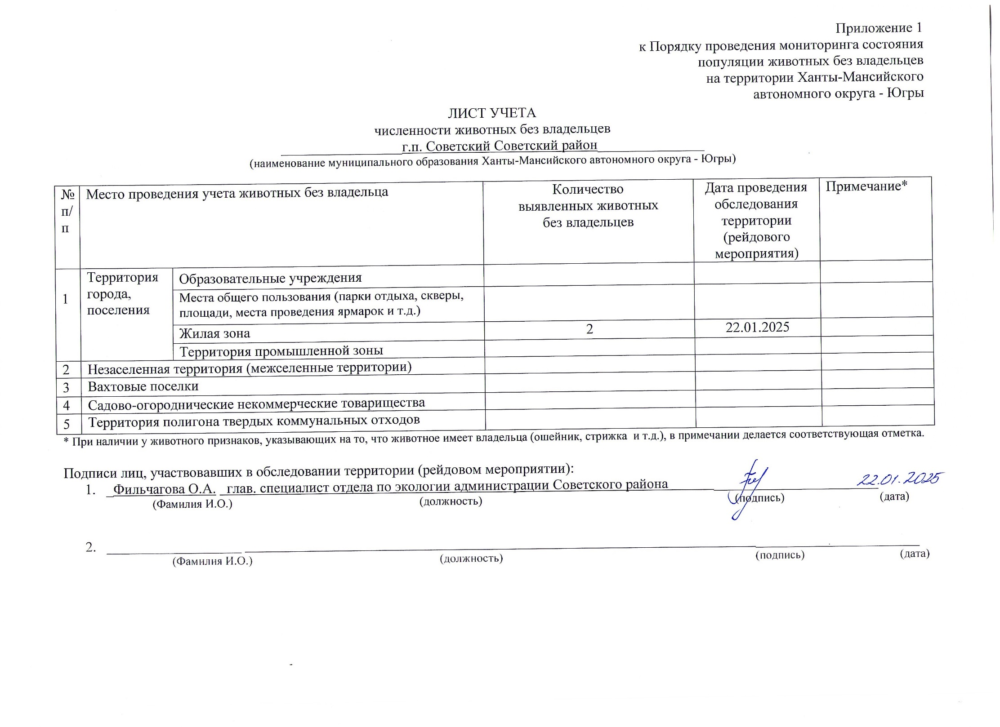 Приложение 1
к Порядку проведения мониторинга состояния
популяции животных без владельцев
на территории Ханты-Мансийского
автономного округа - Югры
ЛИСТ УЧЕТА
численности животных без владельцев
г.п. Советский Советский район
(наименование муниципального образования Ханты-Мансийского автономного округа - Югры)
№ п/п Место проведения учета животных без владельца Количество выявленных животных без владельцев Дата проведения обследования территории (рейдового мероприятия) Примечание*
1 Территория города, поселения Образовательные учреждения
Места общего пользования (парки отдыха, скверы,
площади, места проведения ярмарок и т.д.)
Жилая зона 2 22.01.2025
Территория промышленной зоны
2 Незаселенная территория (межселенные территории)
3 Вахтовые поселки
4 Садово-огороднические некоммерческие товарищества
5 Территория полигона твердых коммунальных отходов
* При наличии у животного признаков, указывающих на то, что животное имеет владельца (ошейник, стрижка и т.д.), в примечании делается соответствующая отметка.
Подписи лиц, участвовавших в обследовании территории (рейдовом мероприятии):
1. Фильчагова О.А. глав. специалист отдела по экологии администрации Советского района 22.01.2025
(Фамилия И.О.) (должность) (подпись) (дата)
2.
(Фамилия И.О.) (должность) (подпись) (дата)